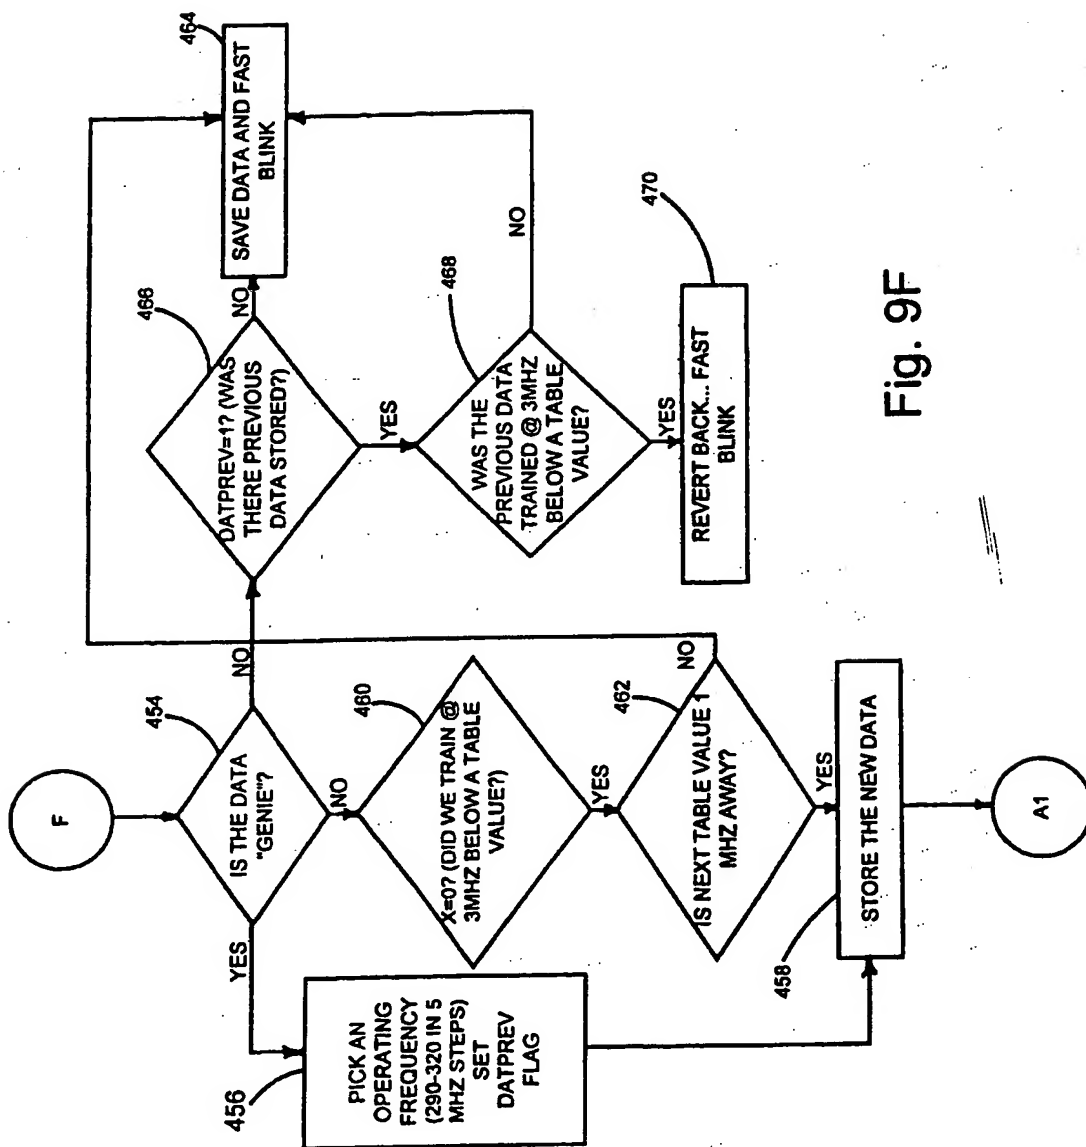 F
454
IS THE DATA
"GENIE"?
YES
NO
NO
456
PICK AN
OPERATING
FREQUENCY
(290-320 IN 5
MHZ STEPS)
SET
DATPREV
FLAG
460
X=0? (DID WE TRAIN @
3MHZ BELOW A TABLE
VALUE?)
YES
462
IS NEXT TABLE VALUE 1
MHZ AWAY?
NO
YES
458
STORE THE NEW DATA
A1
466
DATPREV=1? (WAS
THERE PREVIOUS
DATA STORED?)
NO
YES
464
SAVE DATA AND FAST
BLINK
468
WAS THE
PREVIOUS DATA
TRAINED @ 3MHZ
BELOW A TABLE
VALUE?
NO
YES
470
REVERT BACK... FAST
BLINK
Fig. 9F